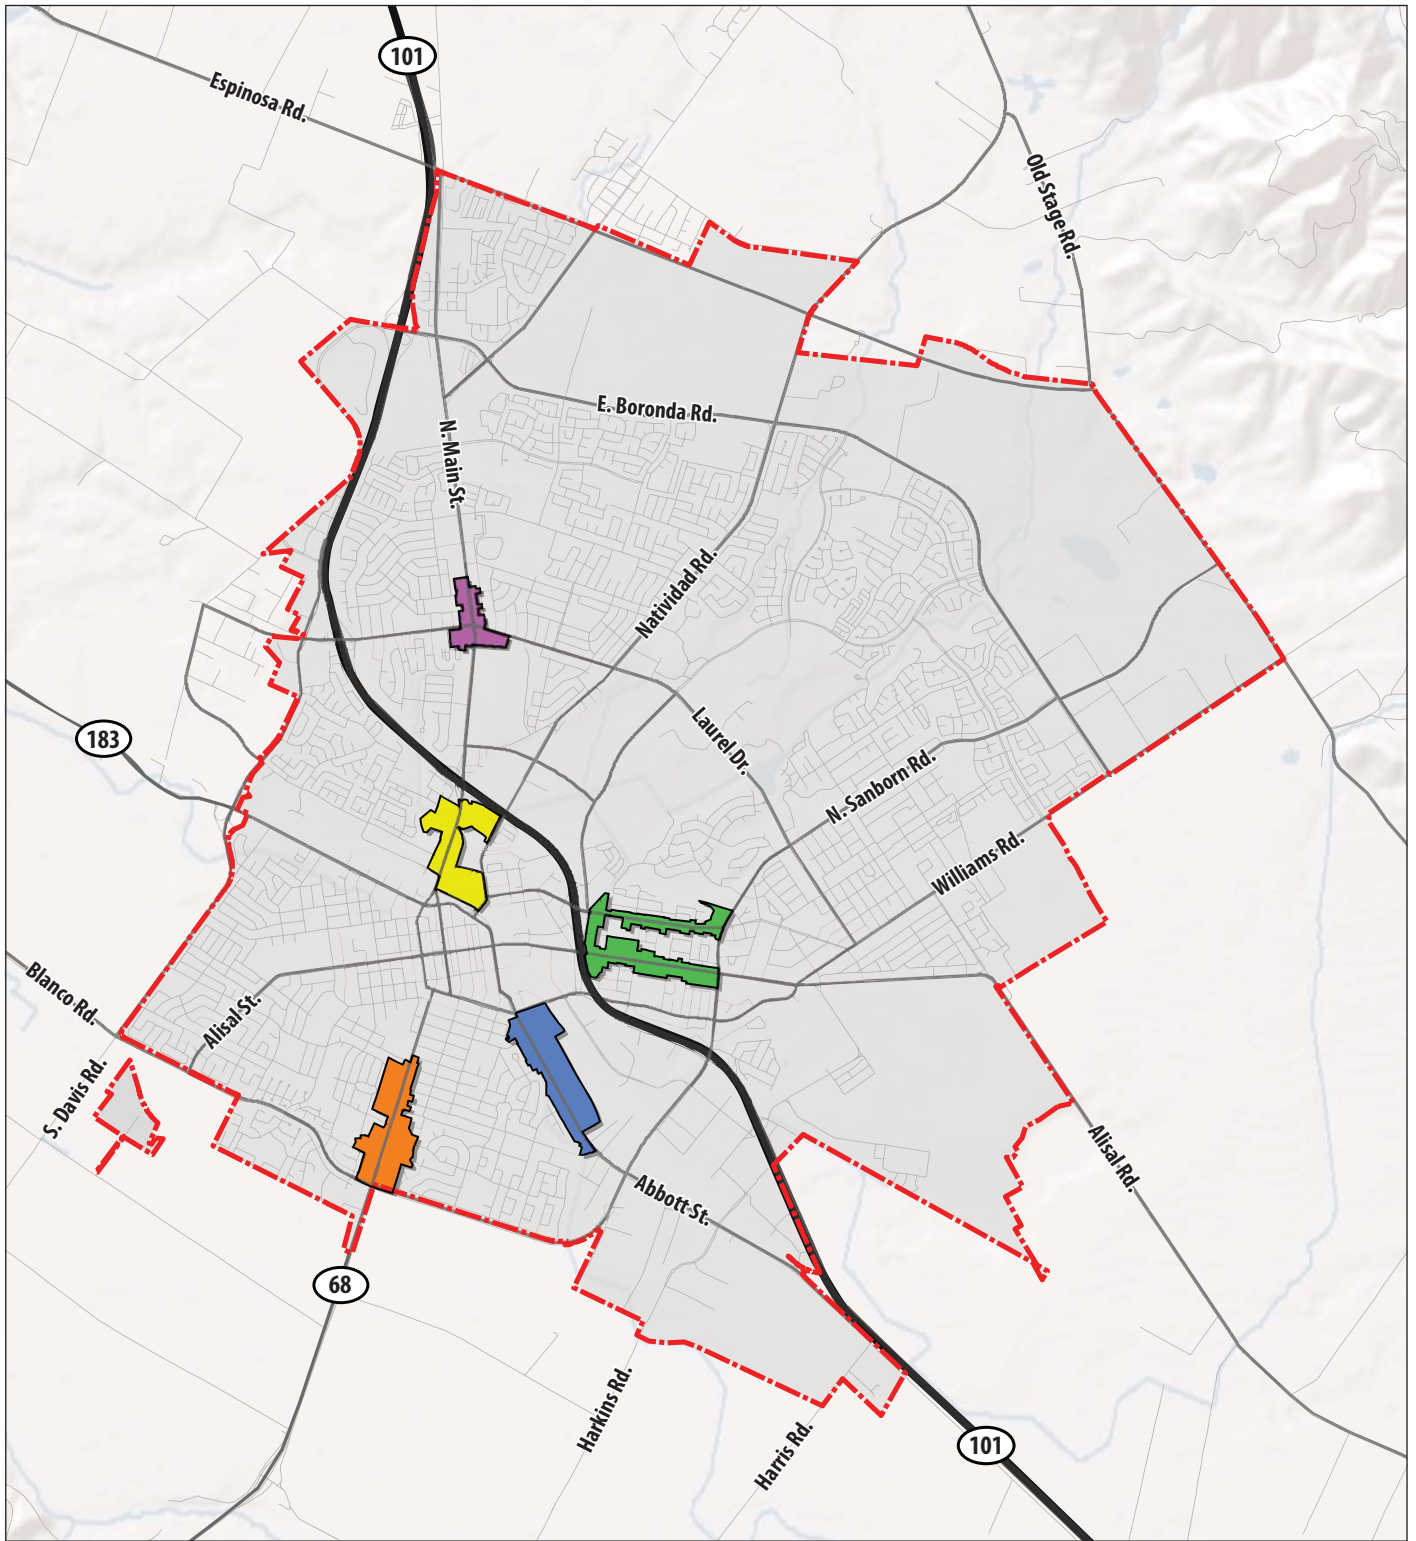 101
Espinosa Rd.
Old Stage Rd.
E. Boronda Rd.
N. Main St.
Natividad Rd.
Laurel Dr.
183
N. Sanborn Rd.
Williams Rd.
Blanco Rd.
Alisal St.
S. Davis Rd.
Abbott St.
Alisal Rd.
68
Harkins Rd.
Harris Rd.
101